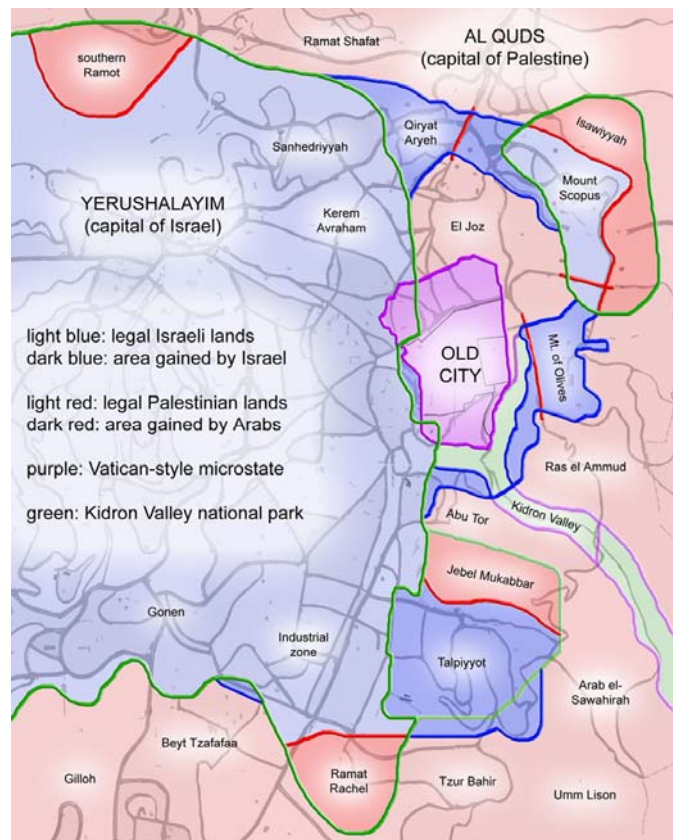 southern
Ramot
Ramat Shafat
AL QUDS
(capital of Palestine)
Isawiyyah
Qiryat
Aryeh
Sanhedriyyah
Mount
Scopus
YERUSHALAYIM
(capital of Israel)
Kerem
Avraham
El Joz
light blue: legal Israeli lands
dark blue: area gained by Israel
light red: legal Palestinian lands
dark red: area gained by Arabs
purple: Vatican-style microstate
green: Kidron Valley national park
OLD
CITY
Mt. of Olives
Ras el Ammud
Abu Tor
Kidron Valley
Jebel Mukabbar
Gonen
Industrial
zone
Talpiyyot
Arab el-
Sawahirah
Beyt Tzafafaa
Gilloh
Ramat
Rachel
Tzur Bahir
Umm Lison